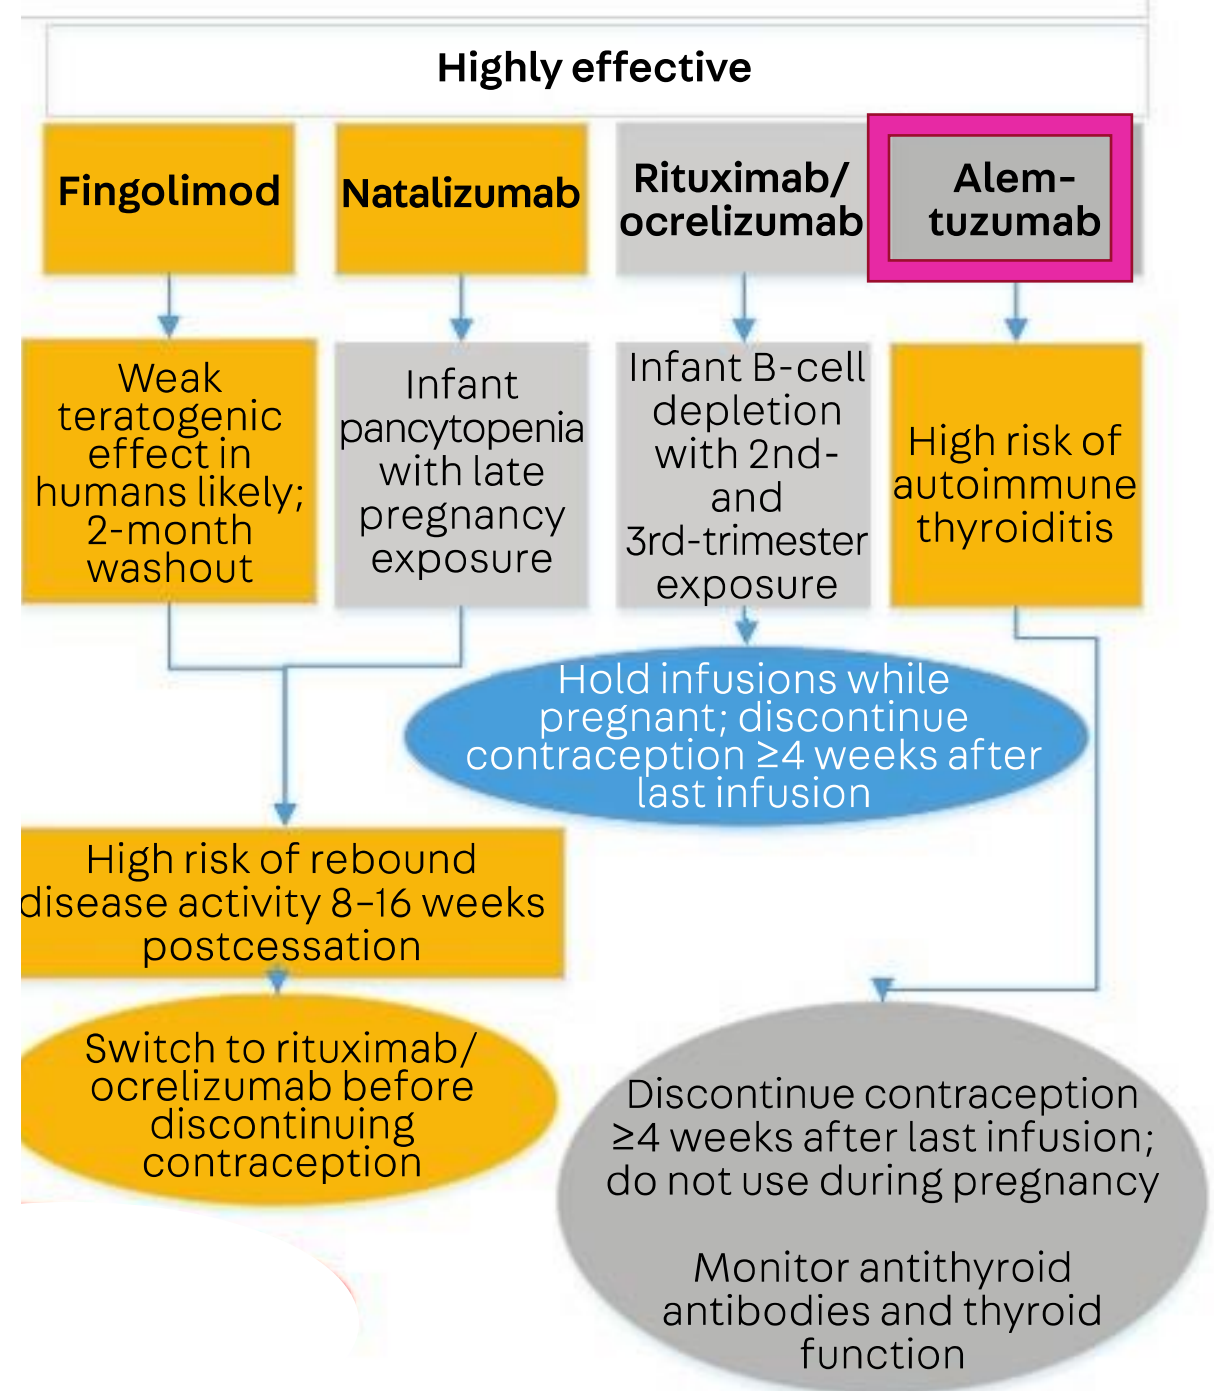 Highly effective
Fingolimod
Natalizumab
Rituximab/
ocrelizumab
Alem-
tuzumab
Weak
teratogenic
effect in
humans likely;
2-month
washout
Infant
pancytopenia
with late
pregnancy
exposure
Infant B-cell
depletion
with 2nd-
and
3rd-trimester
exposure
High risk of
autoimmune
thyroiditis
Hold infusions while
pregnant; discontinue
contraception ≥4 weeks after
last infusion
High risk of rebound
disease activity 8–16 weeks
postcessation
Switch to rituximab/
ocrelizumab before
discontinuing
contraception
Discontinue contraception
≥4 weeks after last infusion;
do not use during pregnancy
Monitor antithyroid
antibodies and thyroid
function